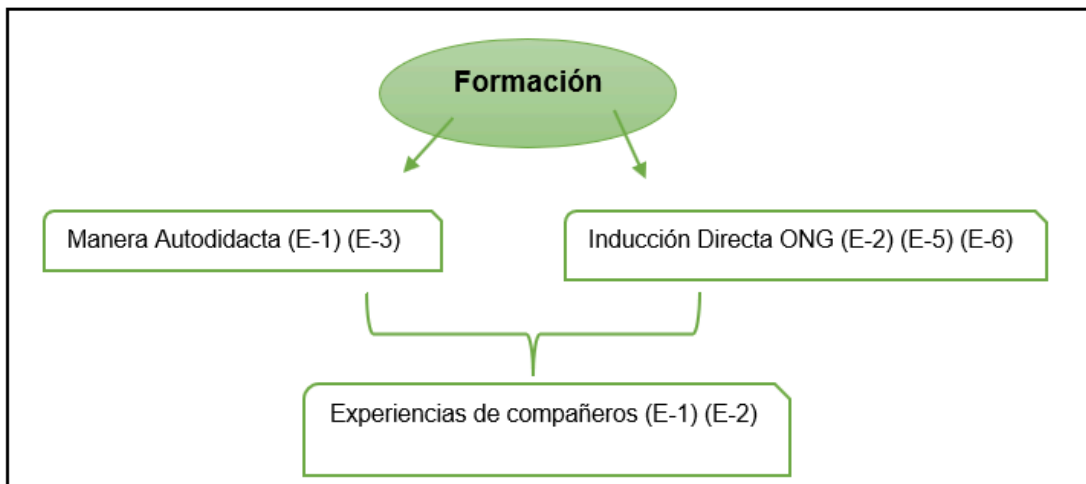 Formación
Manera Autodidacta (E-1) (E-3)
Inducción Directa ONG (E-2) (E-5) (E-6)
Experiencias de compañeros (E-1) (E-2)